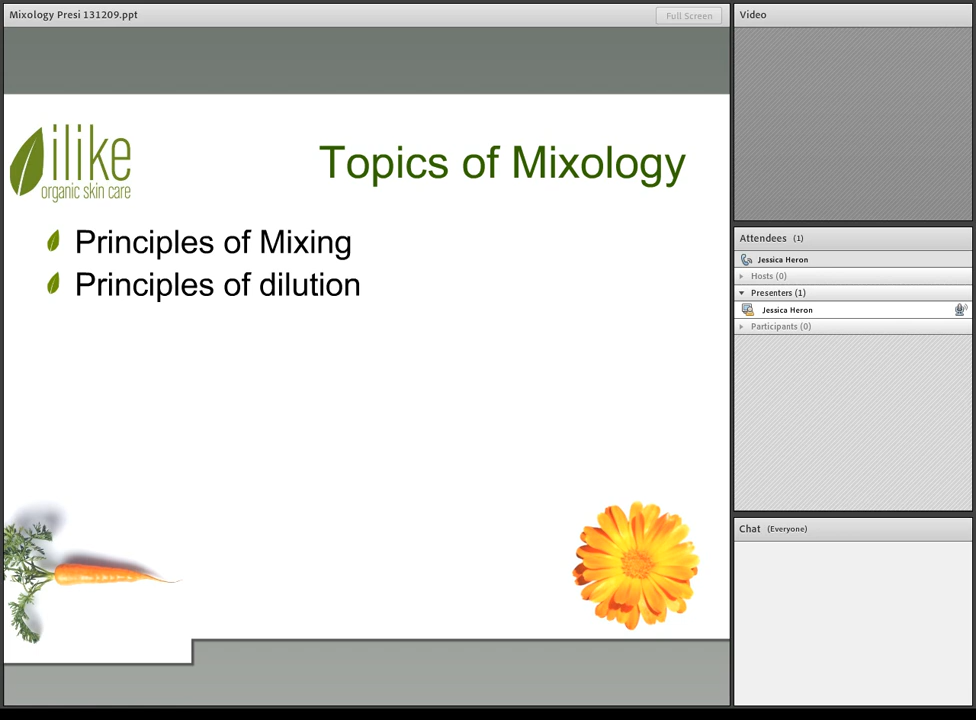 Mixology Presi 131209.ppt
Full Screen
ilike
organic skin care
Topics of Mixology
Principles of Mixing
Principles of dilution
Video
Attendees (1)
Jessica Heron
Hosts (0)
Presenters (1)
Jessica Heron
Participants (0)
Chat (Everyone)